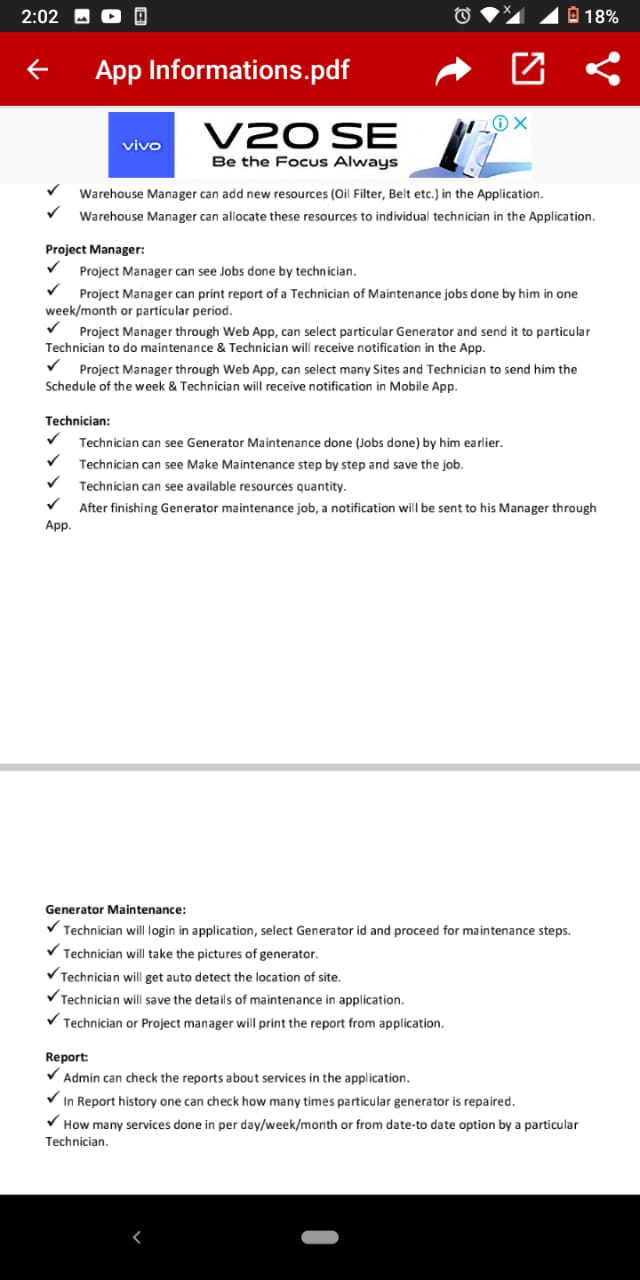 2:02
18%
App Informations.pdf
vivo
V20 SE
Be the Focus Always
✓ Warehouse Manager can add new resources (Oil Filter, Belt etc.) in the Application.
✓ Warehouse Manager can allocate these resources to individual technician in the Application.
Project Manager:
✓ Project Manager can see Jobs done by technician.
✓ Project Manager can print report of a Technician of Maintenance jobs done by him in one
week/month or particular period.
✓ Project Manager through Web App, can select particular Generator and send it to particular
Technician to do maintenance & Technician will receive notification in the App.
✓ Project Manager through Web App, can select many Sites and Technician to send him the
Schedule of the week & Technician will receive notification in Mobile App.
Technician:
✓ Technician can see Generator Maintenance done (Jobs done) by him earlier.
✓ Technician can see Make Maintenance step by step and save the job.
✓ Technician can see available resources quantity.
✓ After finishing Generator maintenance job, a notification will be sent to his Manager through
App.
Generator Maintenance:
✓ Technician will login in application, select Generator id and proceed for maintenance steps.
✓ Technician will take the pictures of generator.
✓ Technician will get auto detect the location of site.
✓ Technician will save the details of maintenance in application.
✓ Technician or Project manager will print the report from application.
Report:
✓ Admin can check the reports about services in the application.
✓ In Report history one can check how many times particular generator is repaired.
✓ How many services done in per day/week/month or from date-to date option by a particular
Technician.